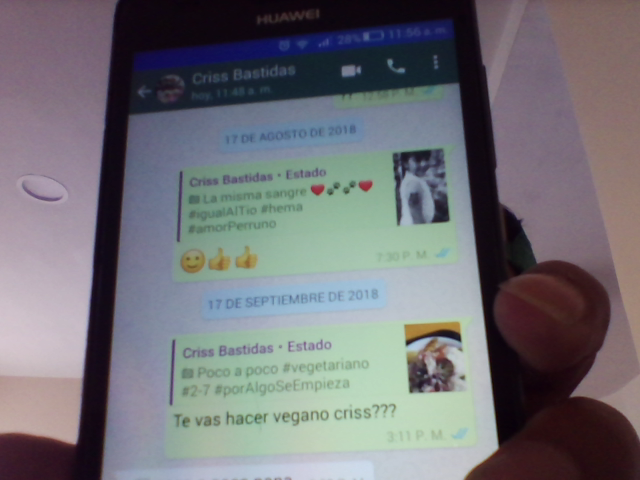 HUAWEI
28% 11:56 a. m.
Criss Bastidas
hoy, 11:48 a. m.
12:58 P. M.
17 DE AGOSTO DE 2018
Criss Bastidas • Estado
📷 La misma sangre ❤️🐾🐾❤️
#igualAlTio #hema
#amorPerruno
🙂👍👍
7:30 P. M.
17 DE SEPTIEMBRE DE 2018
Criss Bastidas • Estado
📷 Poco a poco #vegetariano
#2-7 #porAlgoSeEmpieza
Te vas hacer vegano criss???
3:11 P. M.